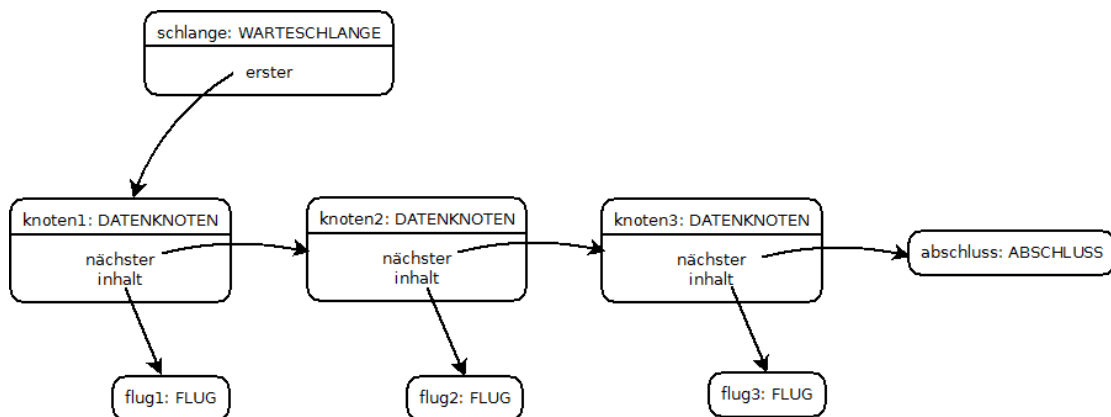 schlange: WARTESCHLANGE
erster
knoten1: DATENKNOTEN
nächster
inhalt
knoten2: DATENKNOTEN
nächster
inhalt
knoten3: DATENKNOTEN
nächster
inhalt
abschluss: ABSCHLUSS
flug1: FLUG
flug2: FLUG
flug3: FLUG